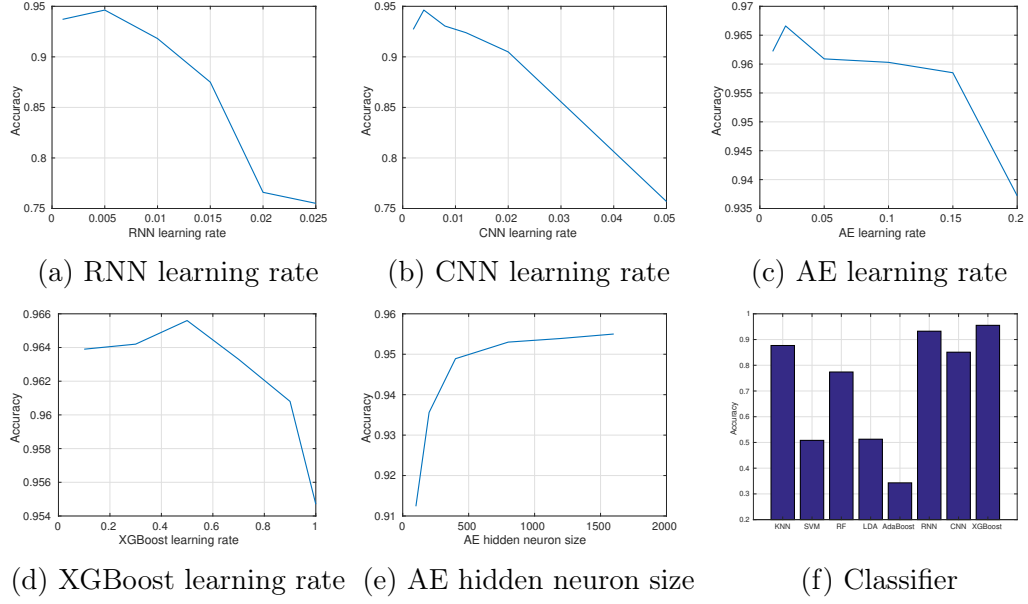 0.95
0.9
0.85
0.8
0.75
Accuracy
0 0.005 0.01 0.015 0.02 0.025
RNN learning rate
(a) RNN learning rate
0.95
0.9
0.85
0.8
0.75
Accuracy
0 0.01 0.02 0.03 0.04 0.05
CNN learning rate
(b) CNN learning rate
0.97
0.965
0.96
0.955
0.95
0.945
0.94
0.935
Accuracy
0 0.05 0.1 0.15 0.2
AE learning rate
(c) AE learning rate
0.966
0.964
0.962
0.96
0.958
0.956
0.954
Accuracy
0 0.2 0.4 0.6 0.8 1
XGBoost learning rate
(d) XGBoost learning rate
0.96
0.95
0.94
0.93
0.92
0.91
Accuracy
0 500 1000 1500 2000
AE hidden neuron size
(e) AE hidden neuron size
1
0.9
0.8
0.7
0.6
0.5
0.4
0.3
0.2
Accuracy
KNN SVM RF LDA AdaBoost RNN CNN XGBoost
(f) Classifier